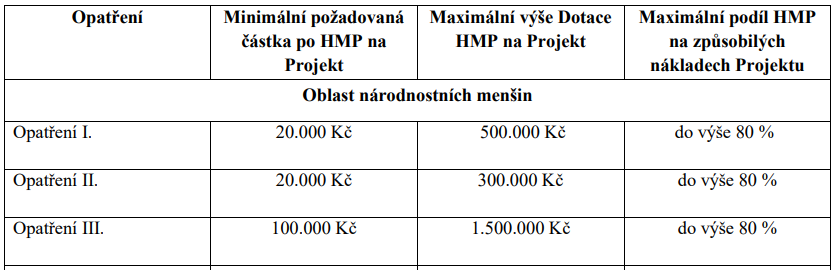 Opatření
Minimální požadovaná
částka po HMP na
Projekt
Maximální výše Dotace
HMP na Projekt
Maximální podíl HMP
na způsobilých
nákladech Projektu
Oblast národnostních menšin
Opatření I. 20.000 Kč 500.000 Kč do výše 80 %
Opatření II. 20.000 Kč 300.000 Kč do výše 80 %
Opatření III. 100.000 Kč 1.500.000 Kč do výše 80 %